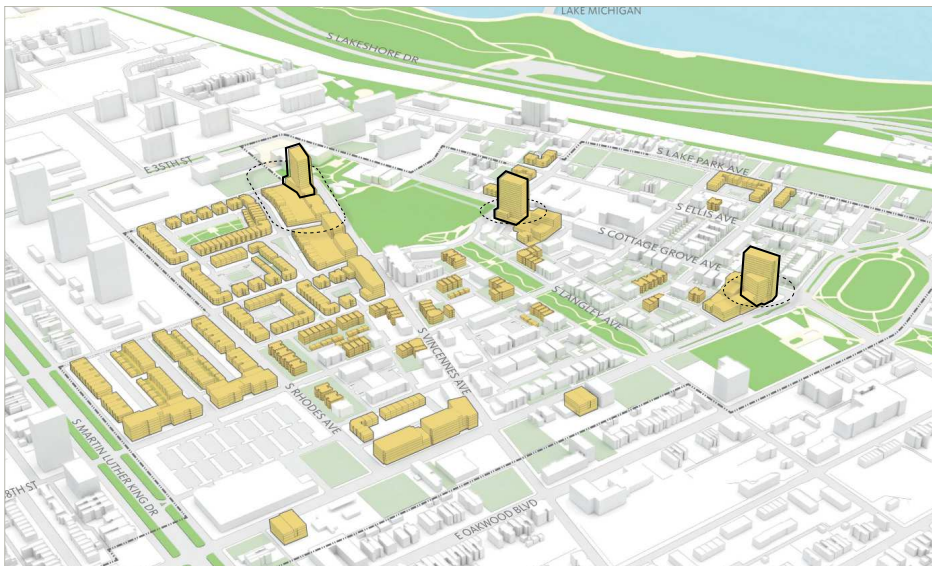 LAKE MICHIGAN
S LAKESHORE DR
E 35TH ST
S LAKE PARK AVE
S ELLIS AVE
S COTTAGE GROVE AVE
S LANGLEY AVE
S VINCENNES AVE
S RHODES AVE
S MARTIN LUTHER KING DR
8TH ST
E OAKWOOD BLVD